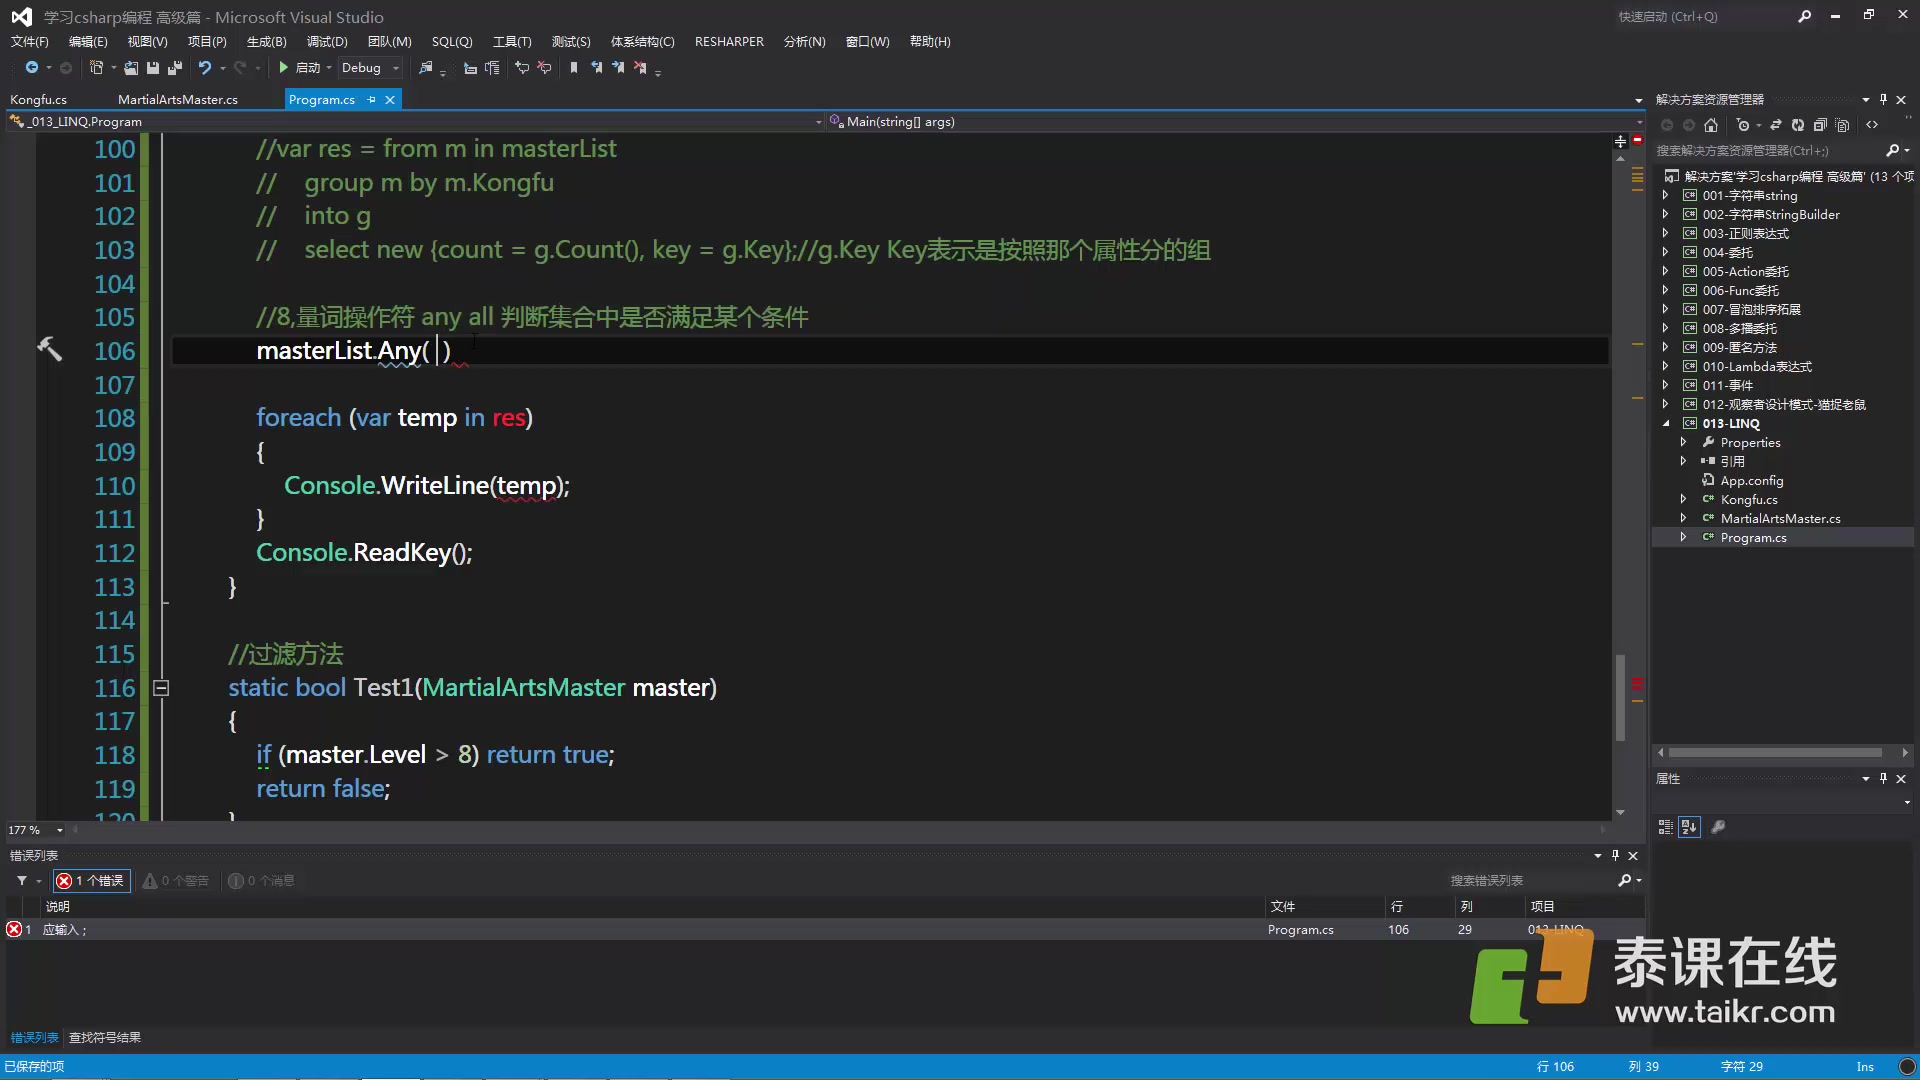 学习csharp编程 高级篇 - Microsoft Visual Studio
快速启动 (Ctrl+Q)
文件(F) 编辑(E) 视图(V) 项目(P) 生成(B) 调试(D) 团队(M) SQL(Q) 工具(T) 测试(S) 体系结构(C) RESHARPER 分析(N) 窗口(W) 帮助(H)
启动 Debug
Kongfu.cs MartialArtsMaster.cs Program.cs
_013_LINQ.Program Main(string[] args)
100 //var res = from m in masterList
101 // group m by m.Kongfu
102 // into g
103 // select new {count = g.Count(), key = g.Key};//g.Key Key表示是按照那个属性分的组
104
105 //8,量词操作符 any all 判断集合中是否满足某个条件
106 masterList.Any( )
107
108 foreach (var temp in res)
109 {
110 Console.WriteLine(temp);
111 }
112 Console.ReadKey();
113 }
114
115 //过滤方法
116 static bool Test1(MartialArtsMaster master)
117 {
118 if (master.Level > 8) return true;
119 return false;
120 }
177 %
解决方案资源管理器
搜索解决方案资源管理器(Ctrl+;)
解决方案'学习csharp编程 高级篇' (13 个项
001-字符串string
002-字符串StringBuilder
003-正则表达式
004-委托
005-Action委托
006-Func委托
007-冒泡排序拓展
008-多播委托
009-匿名方法
010-Lambda表达式
011-事件
012-观察者设计模式-猫捉老鼠
013-LINQ
Properties
引用
App.config
Kongfu.cs
MartialArtsMaster.cs
Program.cs
属性
错误列表
1 个错误 0 个警告 0 个消息
搜索错误列表
说明 文件 行 列 项目
1 应输入 ; Program.cs 106 29 013-LINQ
泰课在线
www.taikr.com
错误列表 查找符号结果
已保存的项 行 106 列 39 字符 29 Ins